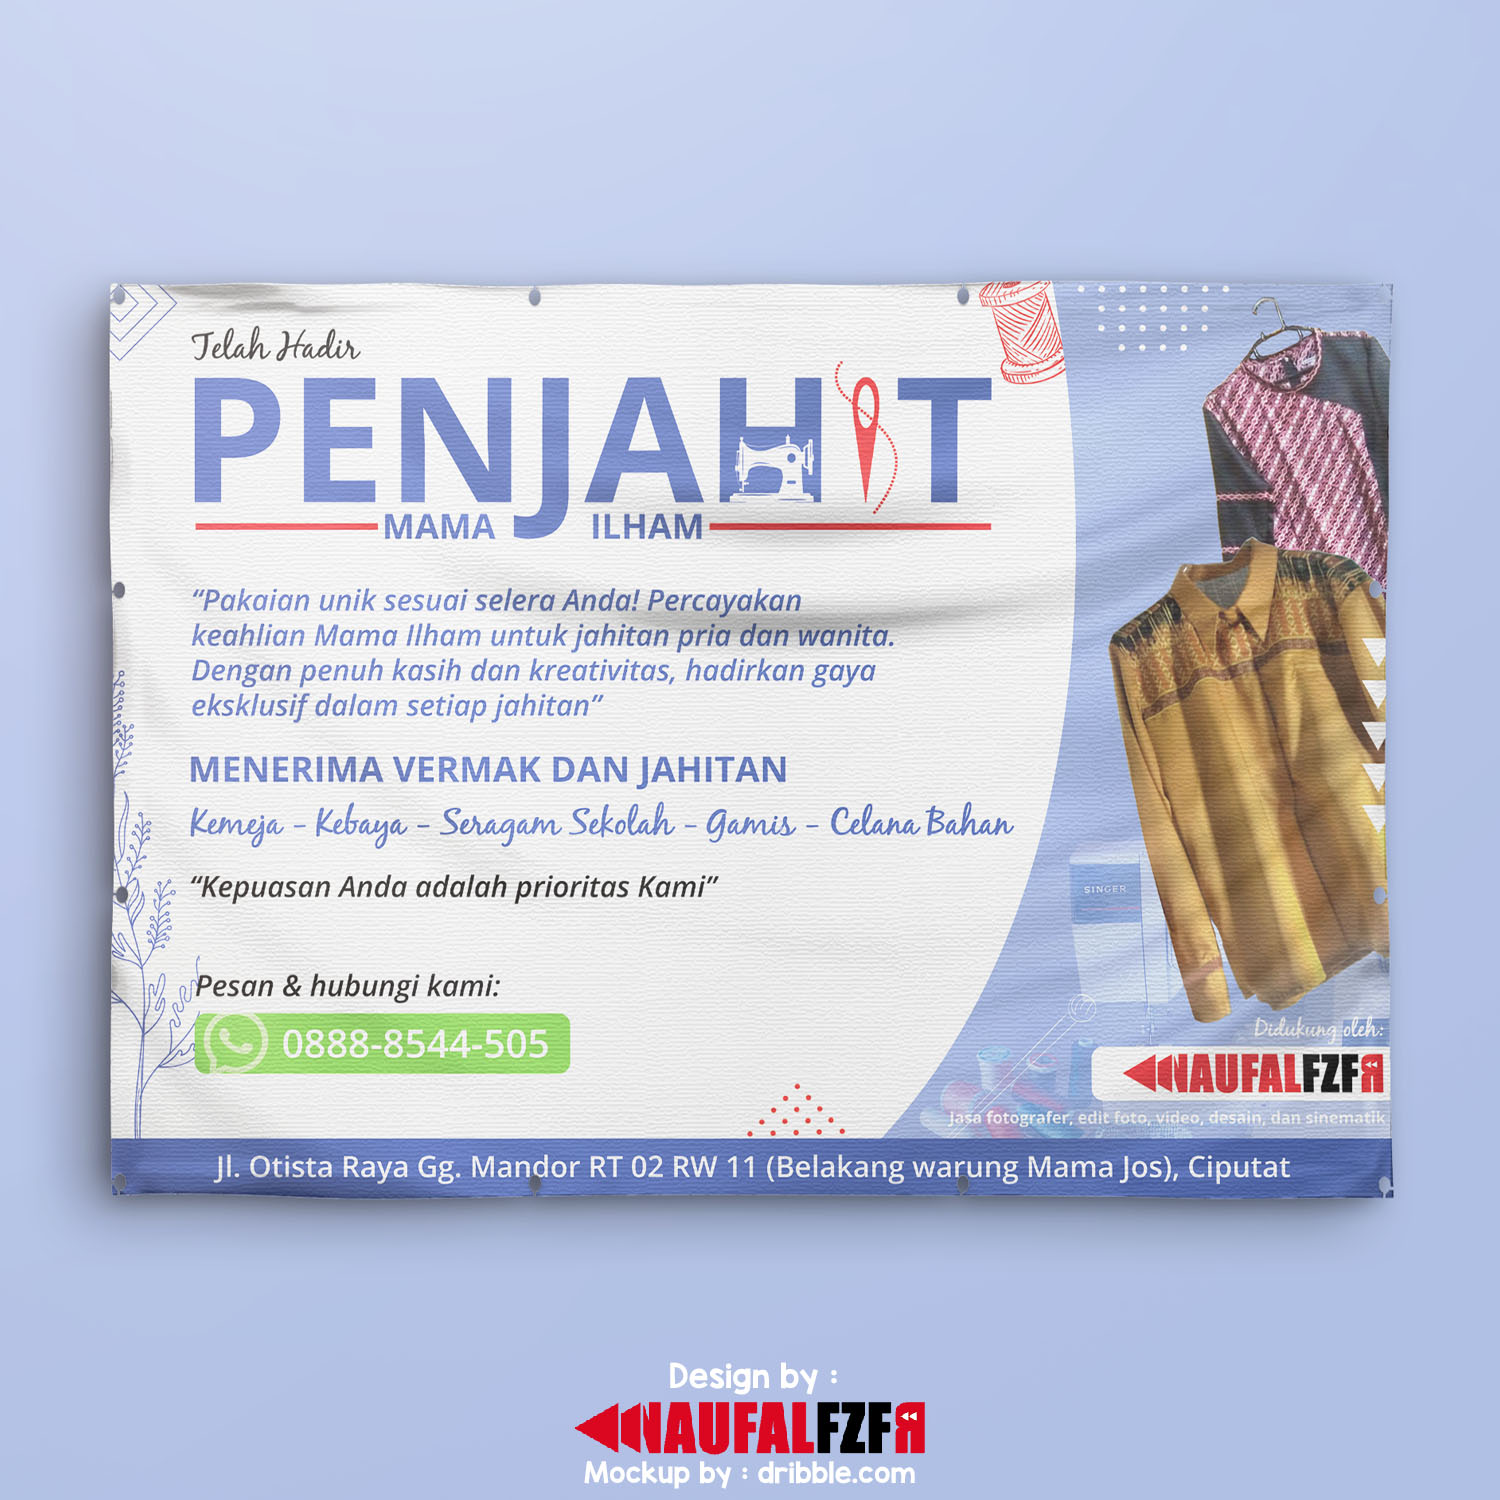 Telah Hadir
PENJAHIT
MAMA ILHAM
“Pakaian unik sesuai selera Anda! Percayakan
keahlian Mama Ilham untuk jahitan pria dan wanita.
Dengan penuh kasih dan kreativitas, hadirkan gaya
eksklusif dalam setiap jahitan”
MENERIMA VERMAK DAN JAHITAN
Kemeja - Kebaya - Seragam Sekolah - Gamis - Celana Bahan
“Kepuasan Anda adalah prioritas Kami”
Pesan & hubungi kami:
0888-8544-505
SINGER
Didukung oleh:
NAUFALFZFR
Jasa fotografer, edit foto, video, desain, dan sinematik
Jl. Otista Raya Gg. Mandor RT 02 RW 11 (Belakang warung Mama Jos), Ciputat
Design by :
NAUFALFZFR
Mockup by : dribble.com